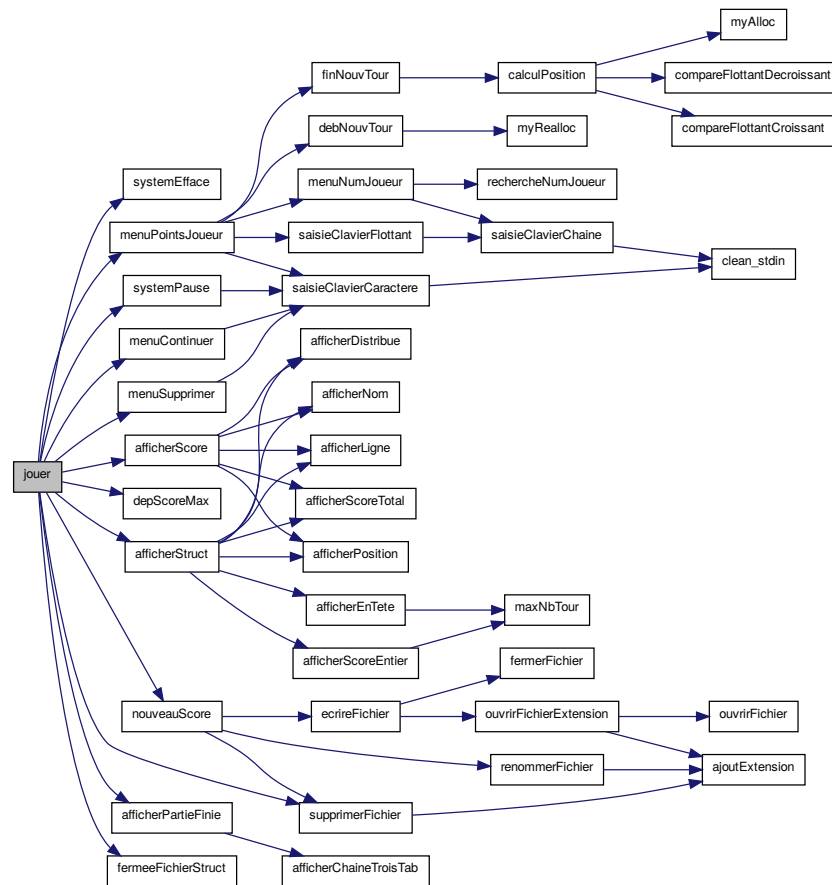 myAlloc
finNouvTour
calculPosition
compareFlottantDecroissant
debNouvTour
myRealloc
compareFlottantCroissant
systemEfface
menuNumJoueur
rechercheNumJoueur
menuPointsJoueur
saisieClavierFlottant
saisieClavierChaine
clean_stdin
systemPause
saisieClavierCaractere
menuContinuer
afficherDistribue
menuSupprimer
afficherNom
afficherScore
afficherLigne
jouer
depScoreMax
afficherScoreTotal
afficherStruct
afficherPosition
afficherEnTete
maxNbTour
afficherScoreEntier
fermerFichier
nouveauScore
ecrireFichier
ouvrirFichierExtension
ouvrirFichier
renommerFichier
ajoutExtension
afficherPartieFinie
supprimerFichier
fermeeFichierStruct
afficherChaineTroisTab